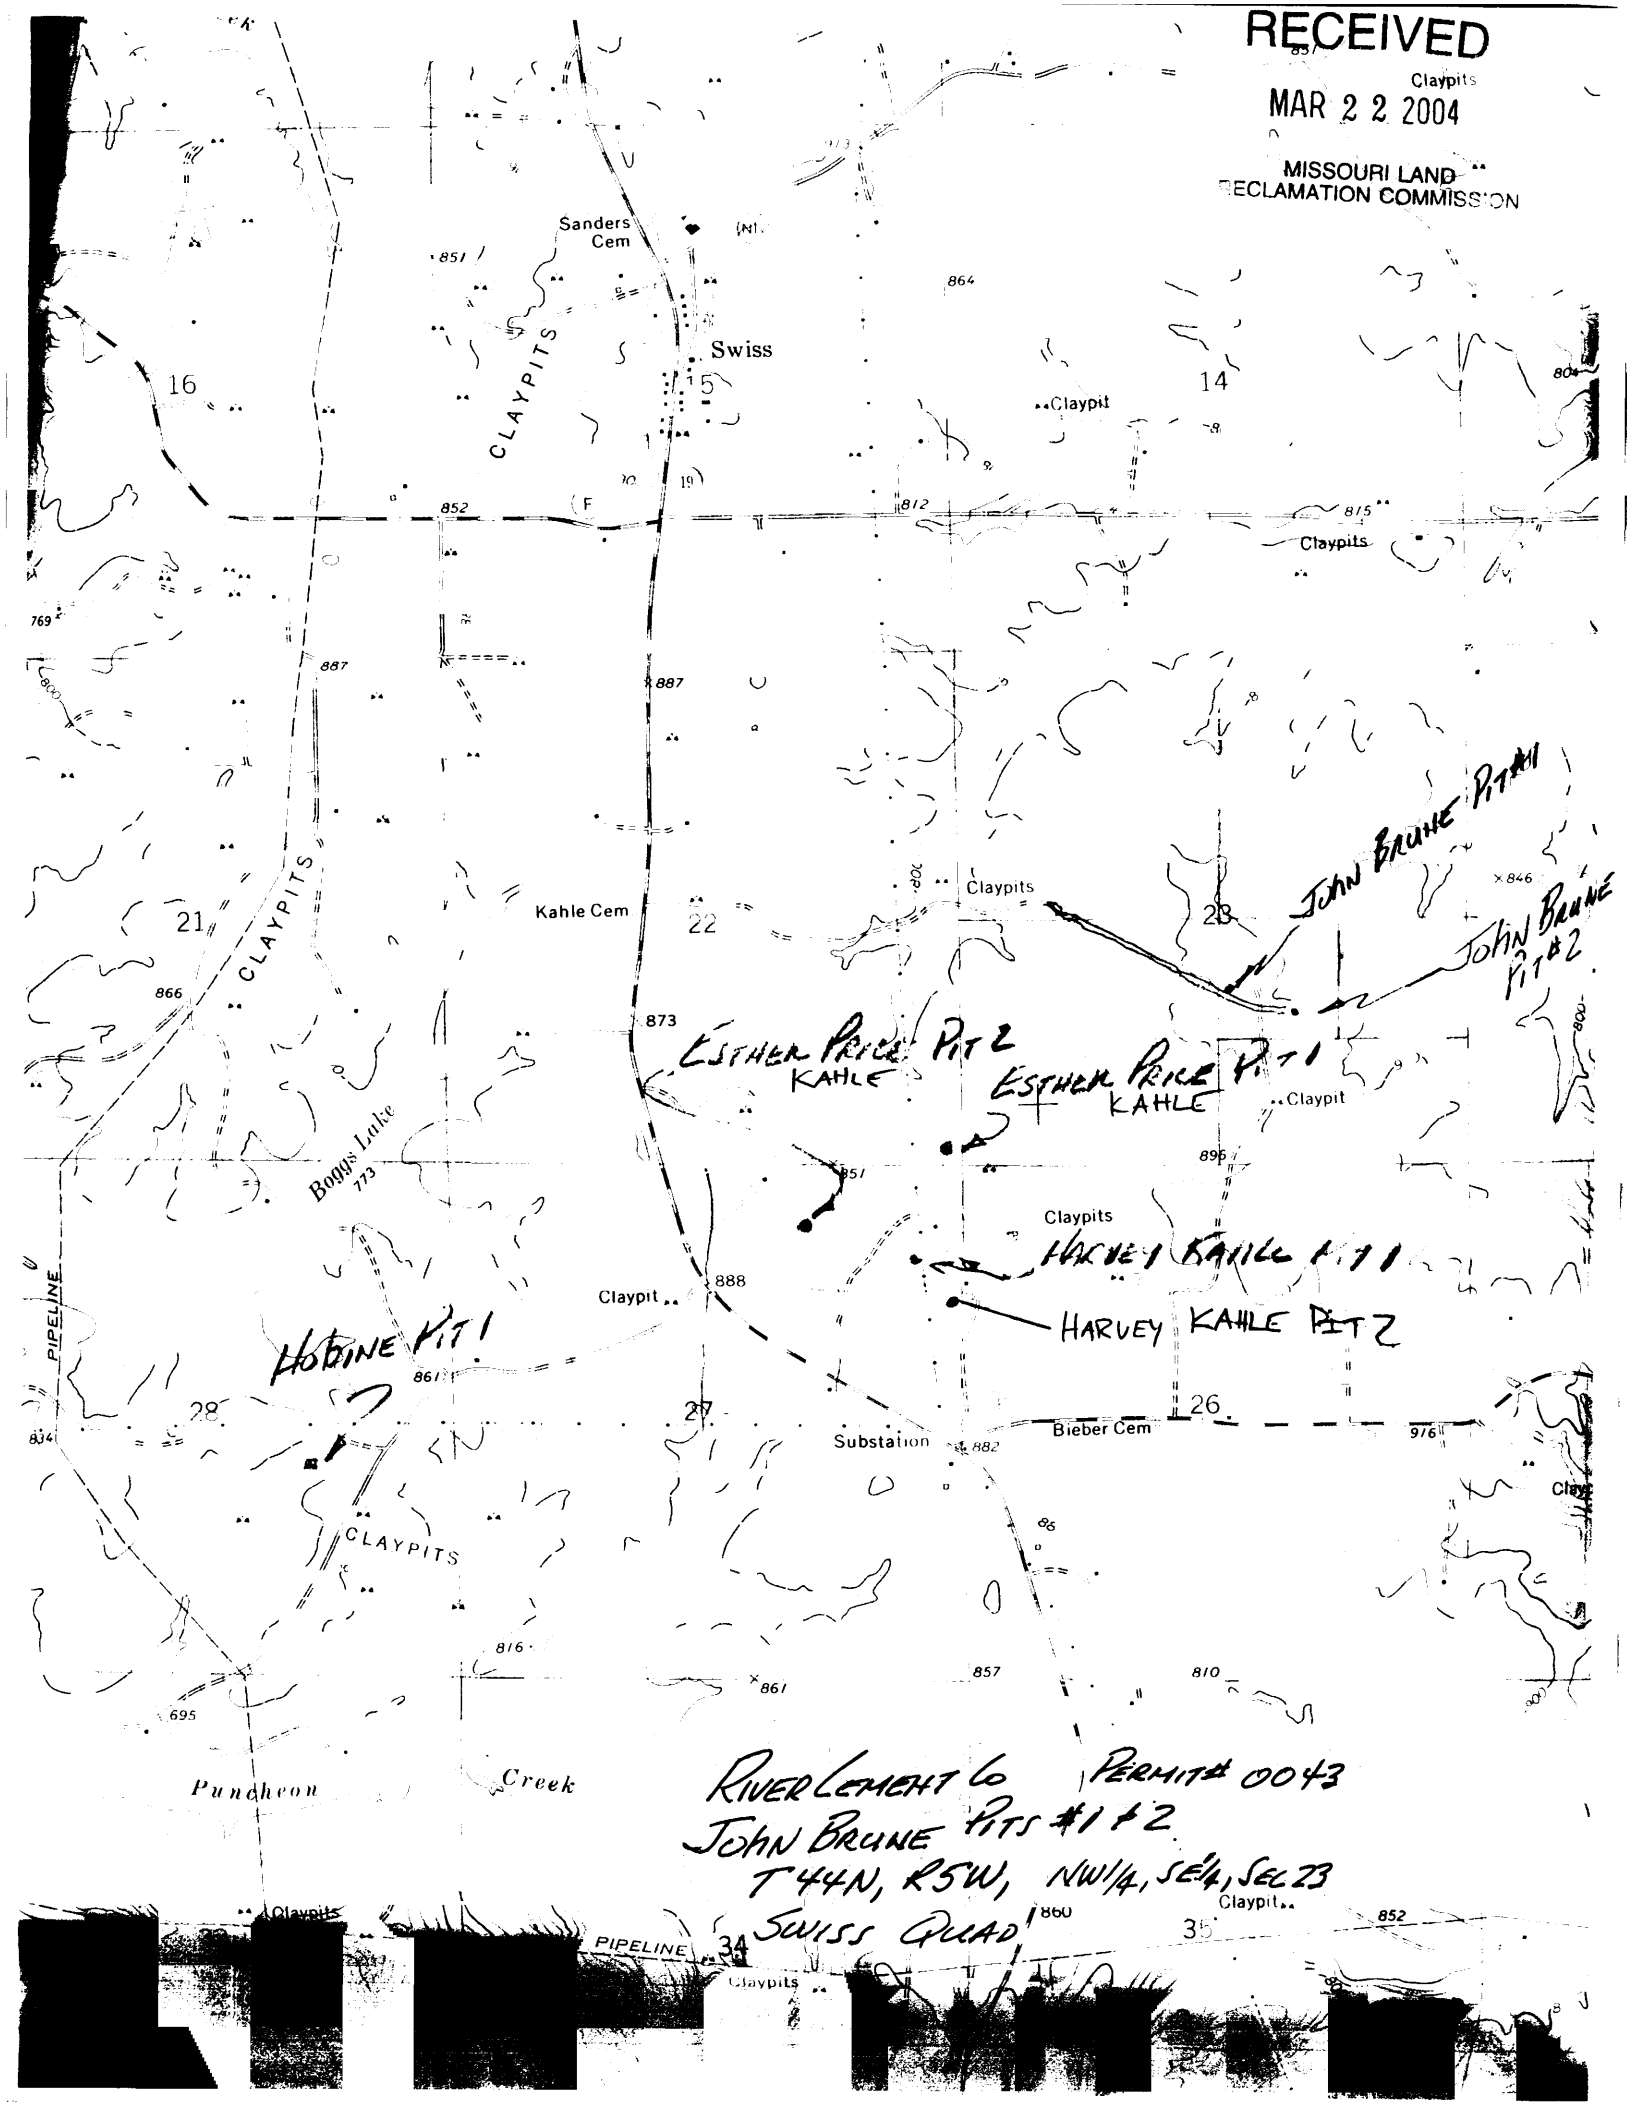 RECEIVED
Claypits
MAR 22 2004
MISSOURI LAND
RECLAMATION COMMISSION
Sanders
Cem
851
864
Swiss
CLAYPITS
16
15
14
804
Claypit
19
F
852
812
815
Claypits
769
800
887
887
JOHN BRUNE PIT #1
846
Claypits
800
CLAYPITS
21
Kahle Cem
22
23
JOHN BRUNE
PIT #2
866
873
800
ESTHER PRICE PIT 2
KAHLE
ESTHER PRICE PIT 1
KAHLE
Claypit
Boggs Lake
773
851
895
Claypits
HARVEY KAHLE PIT 1
PIPELINE
888
Claypit
HARVEY KAHLE PIT 2
861
28
27
26
834
Substation
882
Bieber Cem
916
CLAYPITS
816
861
857
810
695
Puncheon Creek
RIVER CEMENT CO PERMIT # 0043
JOHN BRUNE PITS #1 & 2
T44N, R5W, NW1/4, SE1/4, SEC 23
SWISS QUAD
860
Claypit
852
35
Claypits
PIPELINE
34
Claypits